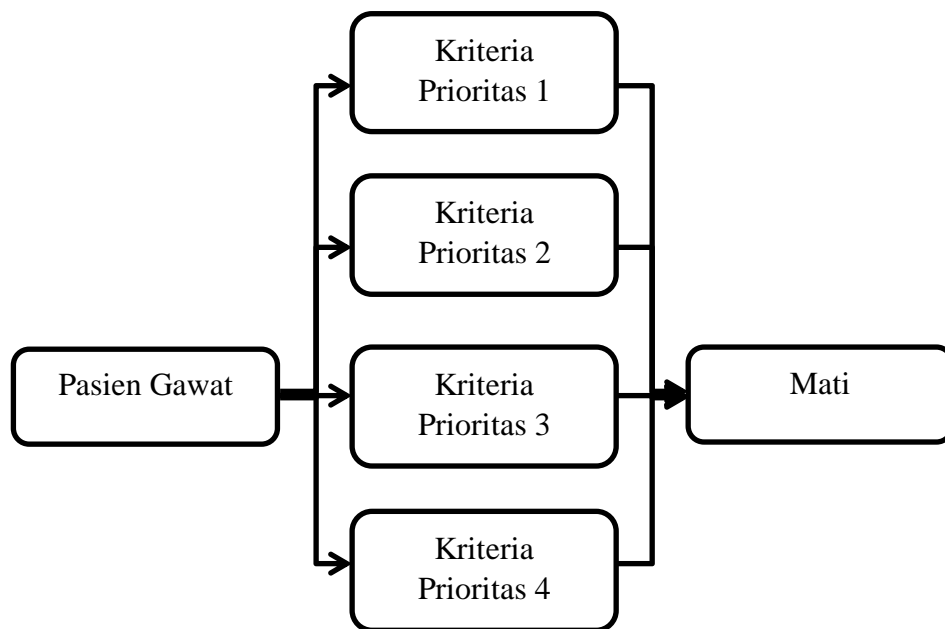 Kriteria
Prioritas 1
Kriteria
Prioritas 2
Pasien Gawat
Kriteria
Prioritas 3
Mati
Kriteria
Prioritas 4